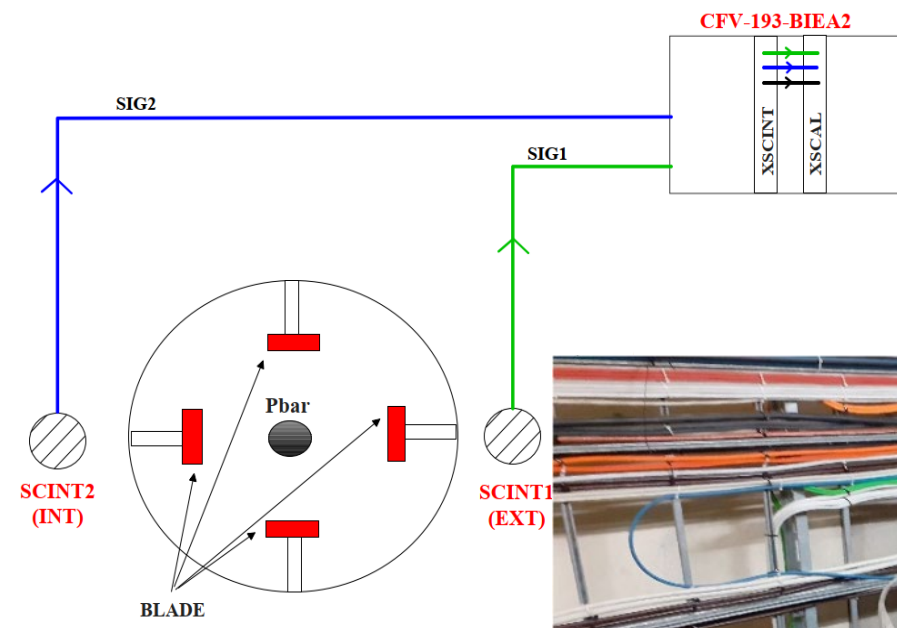 CFV-193-BIEA2
SIG2
SIG1
XSCINT
XSCAL
Pbar
SCINT2
(INT)
SCINT1
(EXT)
BLADE